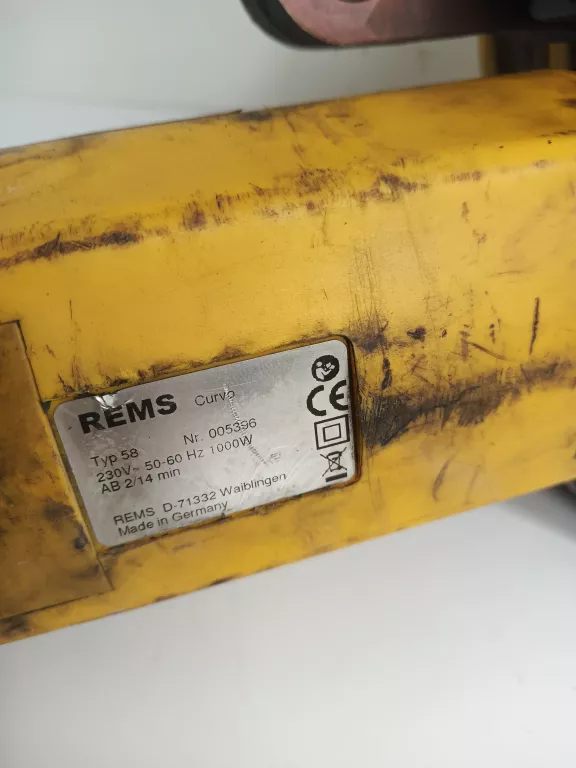 REMS Curvo
Typ 58 Nr. 005396
230V~ 50-60 Hz 1000W
AB 2/14 min
REMS D-71332 Waiblingen
Made in Germany
CE